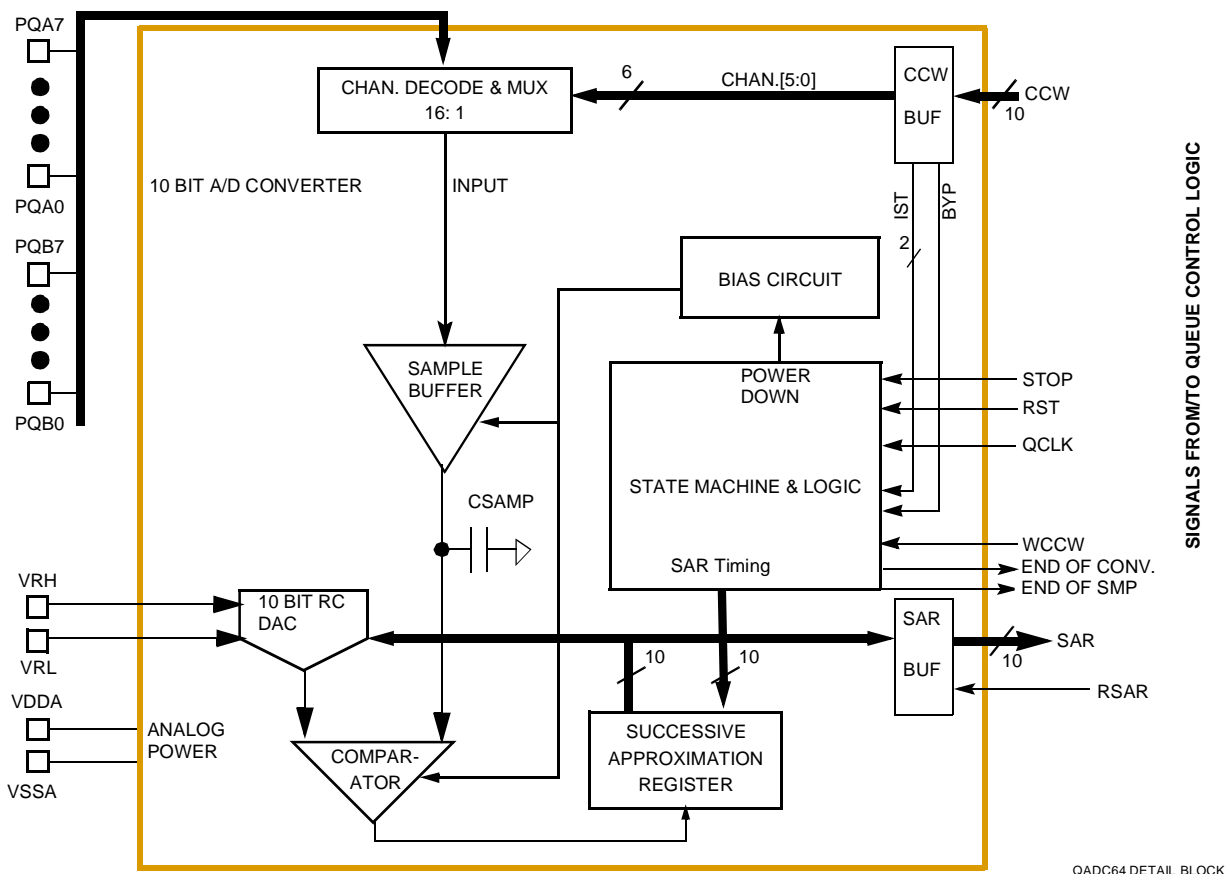 PQA7
PQA0
PQB7
PQB0
VRH
VRL
VDDA
VSSA
10 BIT A/D CONVERTER
CHAN. DECODE & MUX
16: 1
6
CHAN.[5:0]
CCW
BUF
CCW
10
INPUT
IST
BYP
2
BIAS CIRCUIT
SAMPLE
BUFFER
POWER
DOWN
STATE MACHINE & LOGIC
SAR Timing
STOP
RST
QCLK
WCCW
END OF CONV.
END OF SMP
CSAMP
10 BIT RC
DAC
10
10
SAR
BUF
10
SAR
RSAR
ANALOG
POWER
COMPAR-
ATOR
SUCCESSIVE
APPROXIMATION
REGISTER
SIGNALS FROM/TO QUEUE CONTROL LOGIC
QADC64 DETAIL BLOCK